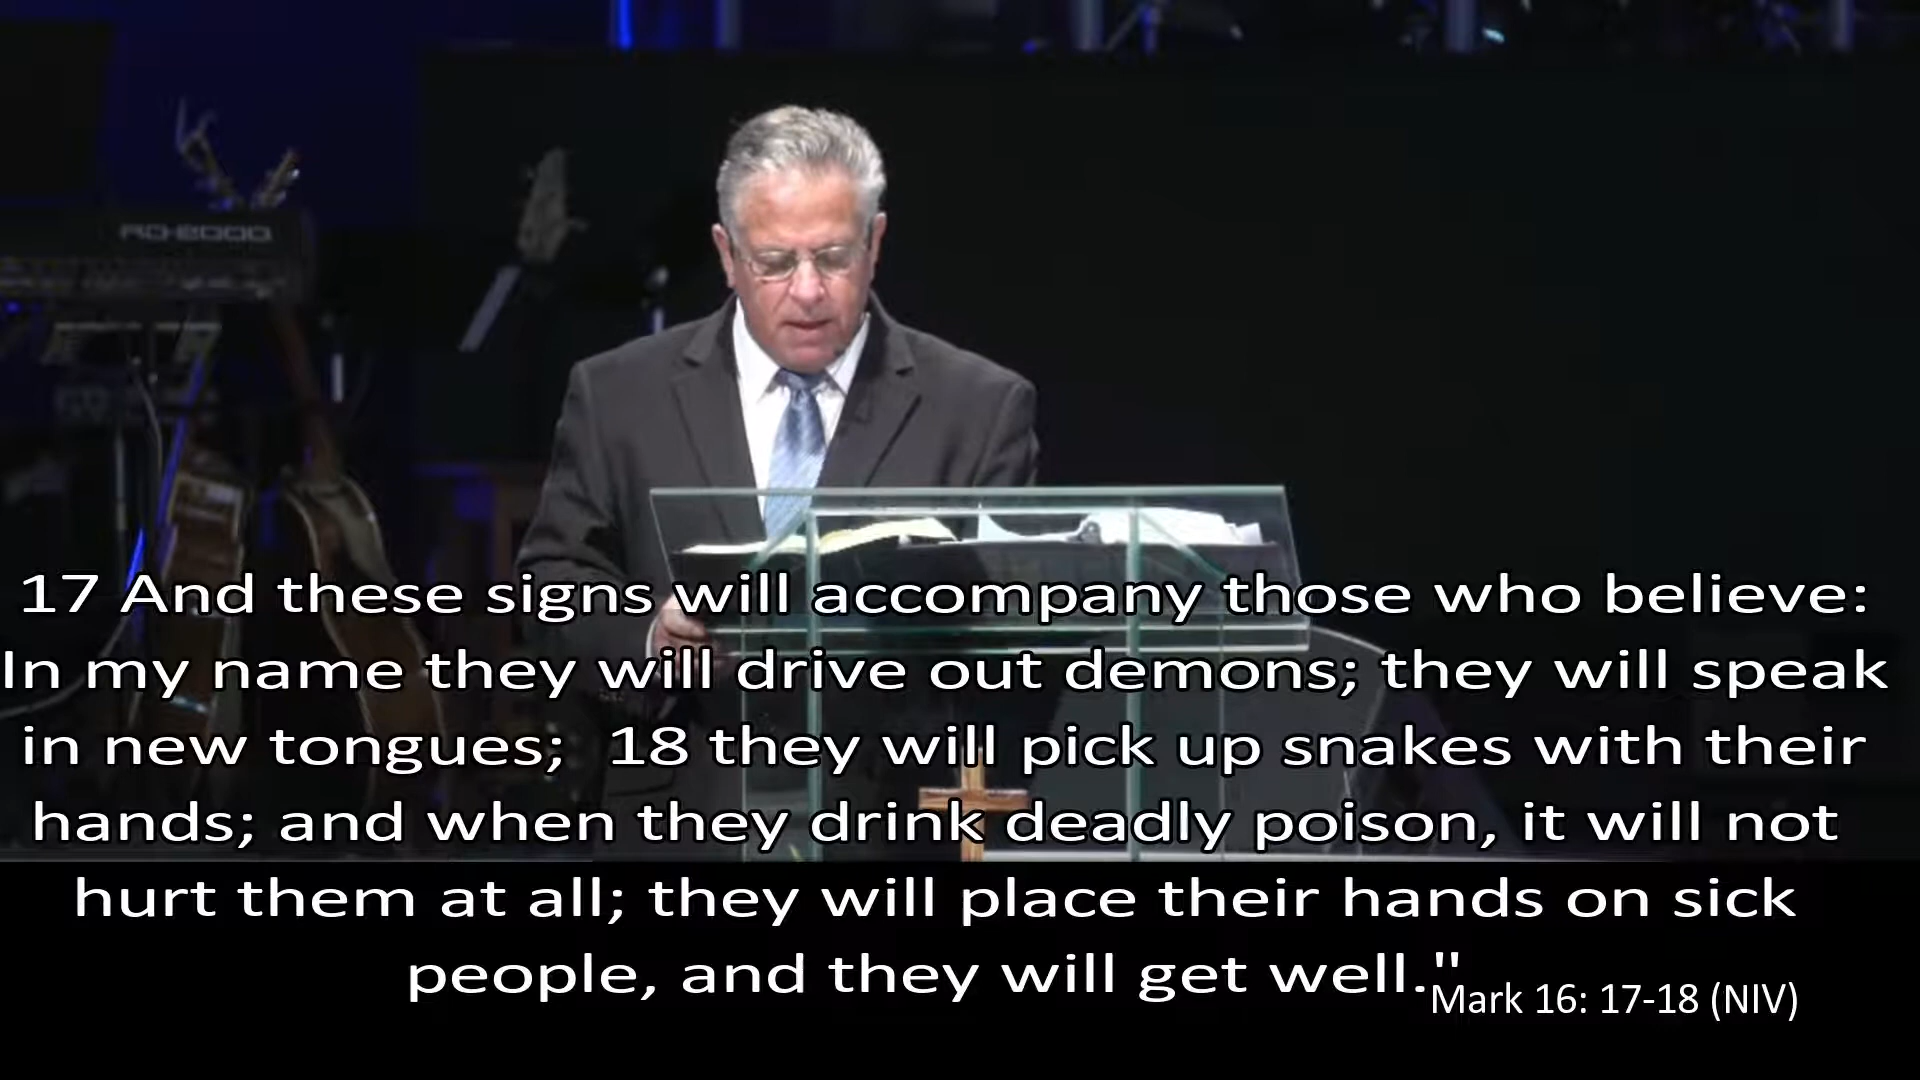 RD-2000
17 And these signs will accompany those who believe:
In my name they will drive out demons; they will speak
in new tongues;  18 they will pick up snakes with their
hands; and when they drink deadly poison, it will not
hurt them at all; they will place their hands on sick
people, and they will get well."
Mark 16: 17-18 (NIV)